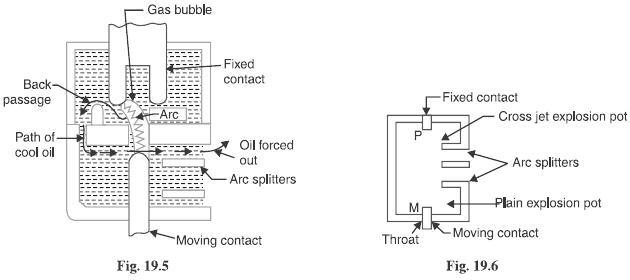 Gas bubble
Fixed
contact
Back
passage
Arc
Path of
cool oil
Oil forced
out
Arc splitters
Moving contact
Fig. 19.5
Fixed contact
Cross jet explosion pot
P
Arc splitters
M
Plain explosion pot
Throat
Moving contact
Fig. 19.6